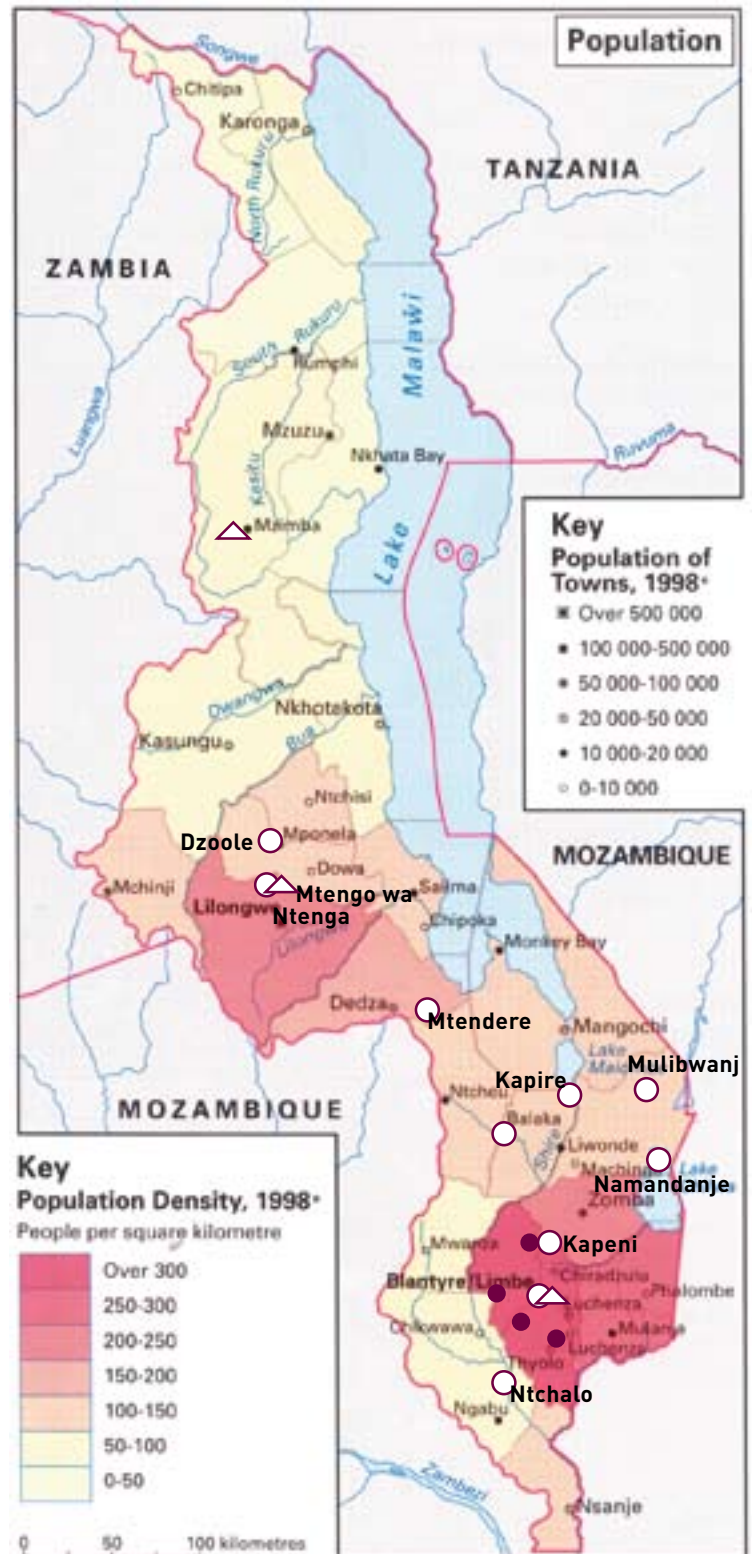 Population
Songwe
Chitipa
Karonga
North Rukuru
TANZANIA
ZAMBIA
Malawi
South Rukuru
Rumphi
Luangwa
Mzuzu
Ruvuma
Nkhata Bay
Kasitu
Lake
Key
Population of
Towns, 1998*
Over 500 000
100 000-500 000
50 000-100 000
20 000-50 000
10 000-20 000
0-10 000
Dwangwa
Nkhotekota
Kasungu
Bua
Ntchisi
Dzoole
Mponela
MOZAMBIQUE
Dowa
Mchinji
Mtengo wa
Ntenga
Salima
Chipoka
Monkey Bay
Dedza
Mtendere
Mangochi
Lake
Mulibwanj
Kapire
MOZAMBIQUE
Ntcheu
Balaka
Shire
Liwonde
Namandanje
Lake
Zomba
Key
Population Density, 1998*
People per square kilometre
Over 300
250-300
200-250
150-200
100-150
50-100
0-50
Kapeni
Mwanza
Blantyre/Limbe
Chiradzulu
Phalombe
Luchenza
Chikwawa
Mulanje
Luchenza
Thyolo
Ntchalo
Ngabu
Zambezi
Nsanje
0 50 100 kilometres